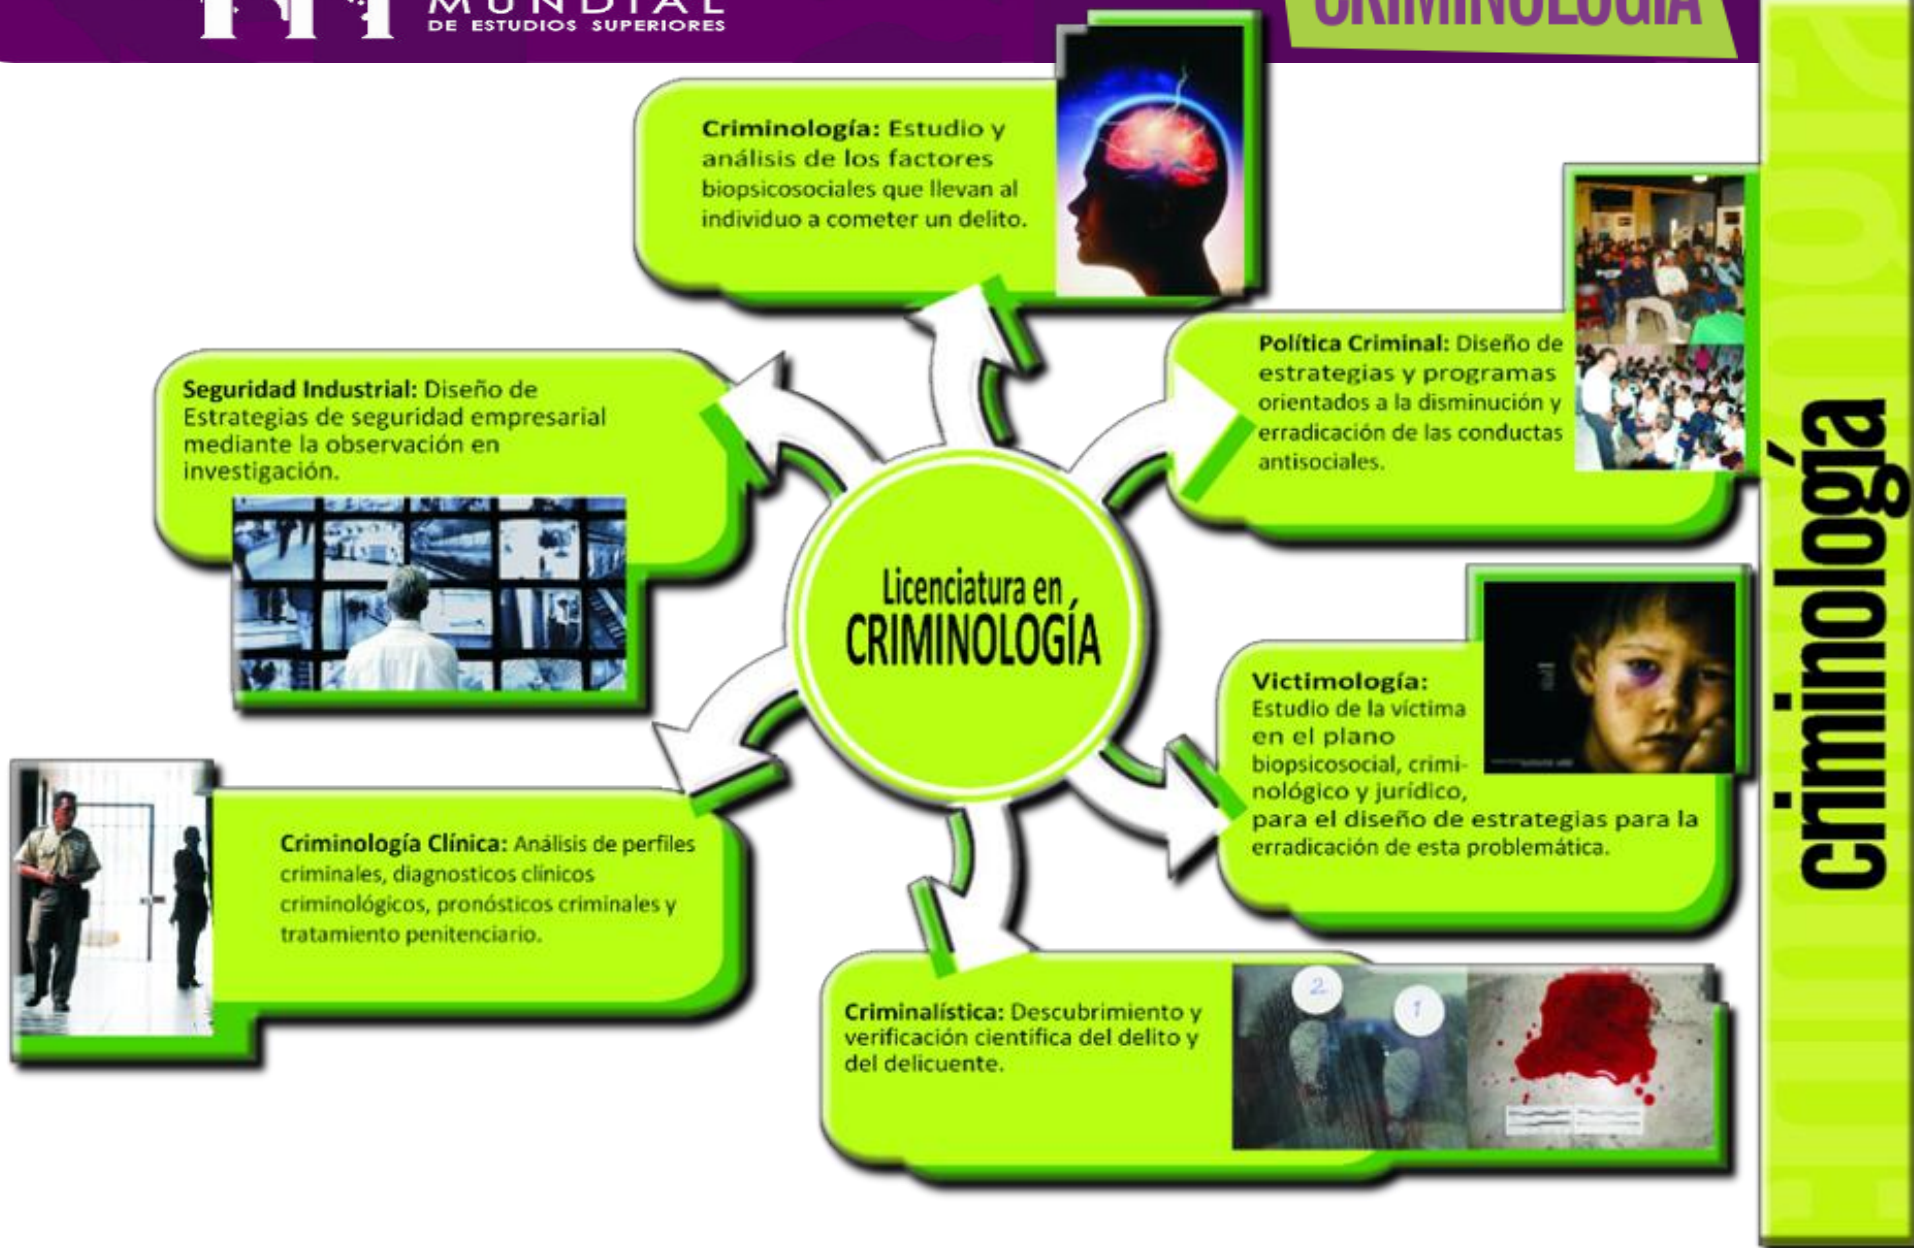 MUNDIAL
DE ESTUDIOS SUPERIORES
CRIMINOLOGÍA
Criminología: Estudio y
análisis de los factores
biopsicosociales que llevan al
individuo a cometer un delito.
Política Criminal: Diseño de
estrategias y programas
orientados a la disminución y
erradicación de las conductas
antisociales.
Seguridad Industrial: Diseño de
Estrategias de seguridad empresarial
mediante la observación en
investigación.
Licenciatura en
CRIMINOLOGÍA
Victimología:
Estudio de la víctima
en el plano
biopsicosocial, crimi-
nológico y jurídico,
para el diseño de estrategias para la
erradicación de esta problemática.
Criminología Clínica: Análisis de perfiles
criminales, diagnosticos clínicos
criminológicos, pronósticos criminales y
tratamiento penitenciario.
Criminalística: Descubrimiento y
verificación científica del delito y
del delicuente.
2
1
criminología